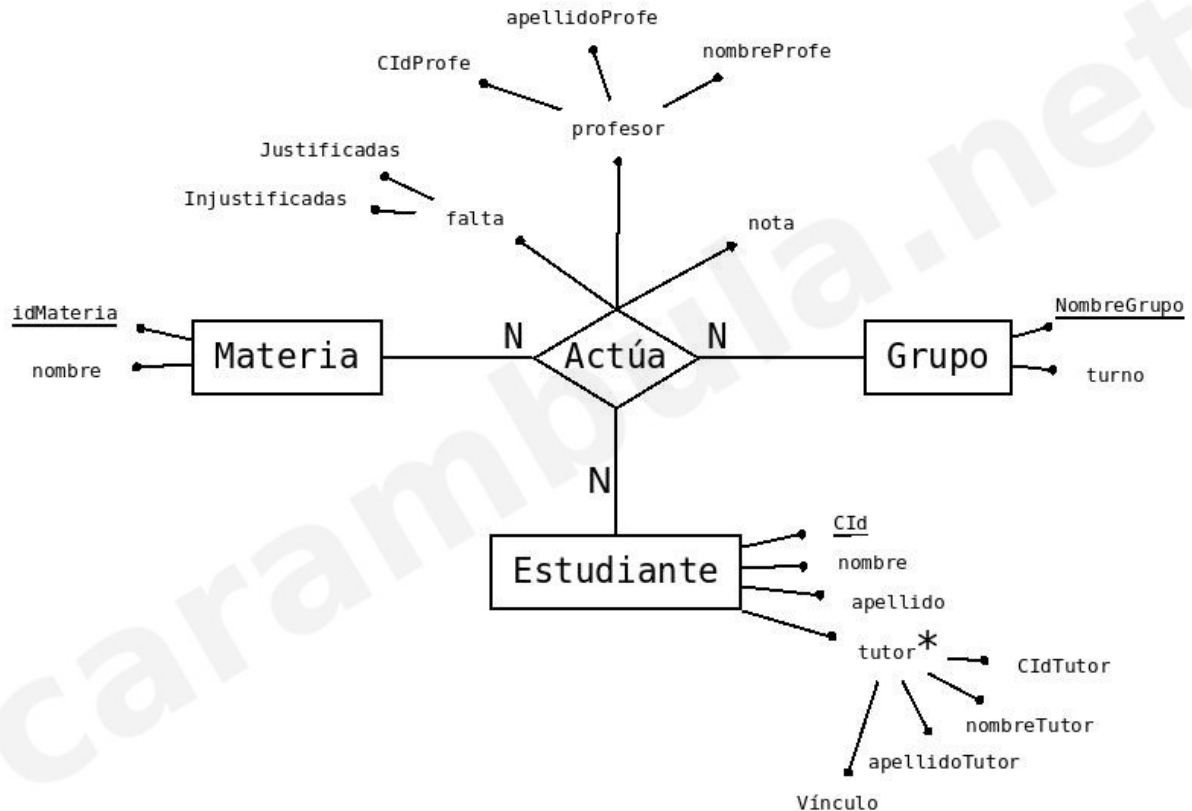 apellidoProfe
nombreProfe
CIdProfe
profesor
Justificadas
Injustificadas
falta
nota
idMateria
nombre
Materia
N
Actúa
N
Grupo
NombreGrupo
turno
N
Estudiante
CId
nombre
apellido
tutor*
CIdTutor
nombreTutor
apellidoTutor
Vínculo
carambula.net